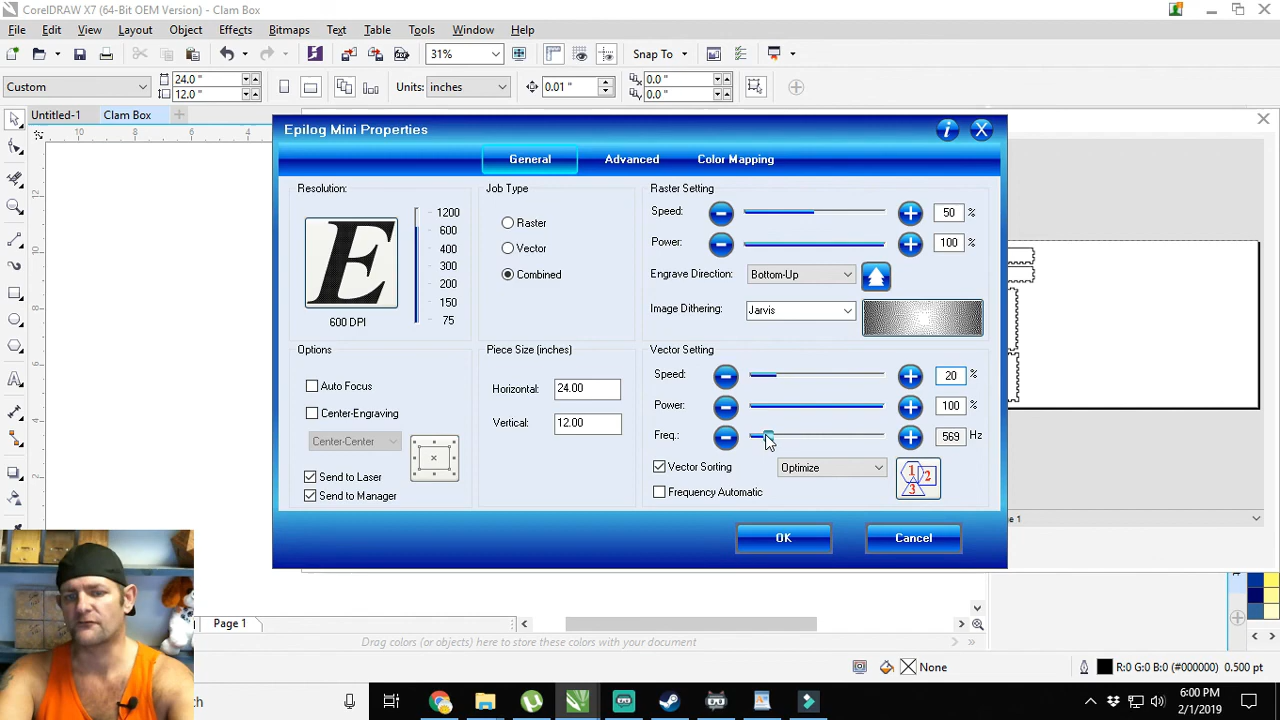 CorelDRAW X7 (64-Bit OEM Version) - Clam Box
File Edit View Layout Object Effects Bitmaps Text Table Tools Window Help
31% Snap To
Custom 24.0 " 12.0 " Units: inches 0.01 " 0.0 " 0.0 "
Untitled-1 Clam Box
10 8 6 4
Epilog Mini Properties
General Advanced Color Mapping
Resolution:
E
600 DPI
1200
600
400
300
200
150
75
Job Type
Raster
Vector
Combined
Raster Setting
Speed: 50 %
Power: 100 %
Engrave Direction: Bottom-Up
Image Dithering: Jarvis
Options
Auto Focus
Center-Engraving
Center-Center
Send to Laser
Send to Manager
Piece Size (inches)
Horizontal: 24.00
Vertical: 12.00
Vector Setting
Speed: 20 %
Power: 100 %
Freq.: 569 Hz
Vector Sorting Optimize
1 2 3
Frequency Automatic
OK Cancel
Page 1
Drag colors (or objects) here to store these colors with your document
None R:0 G:0 B:0 (#000000) 0.500 pt
6:00 PM
2/1/2019